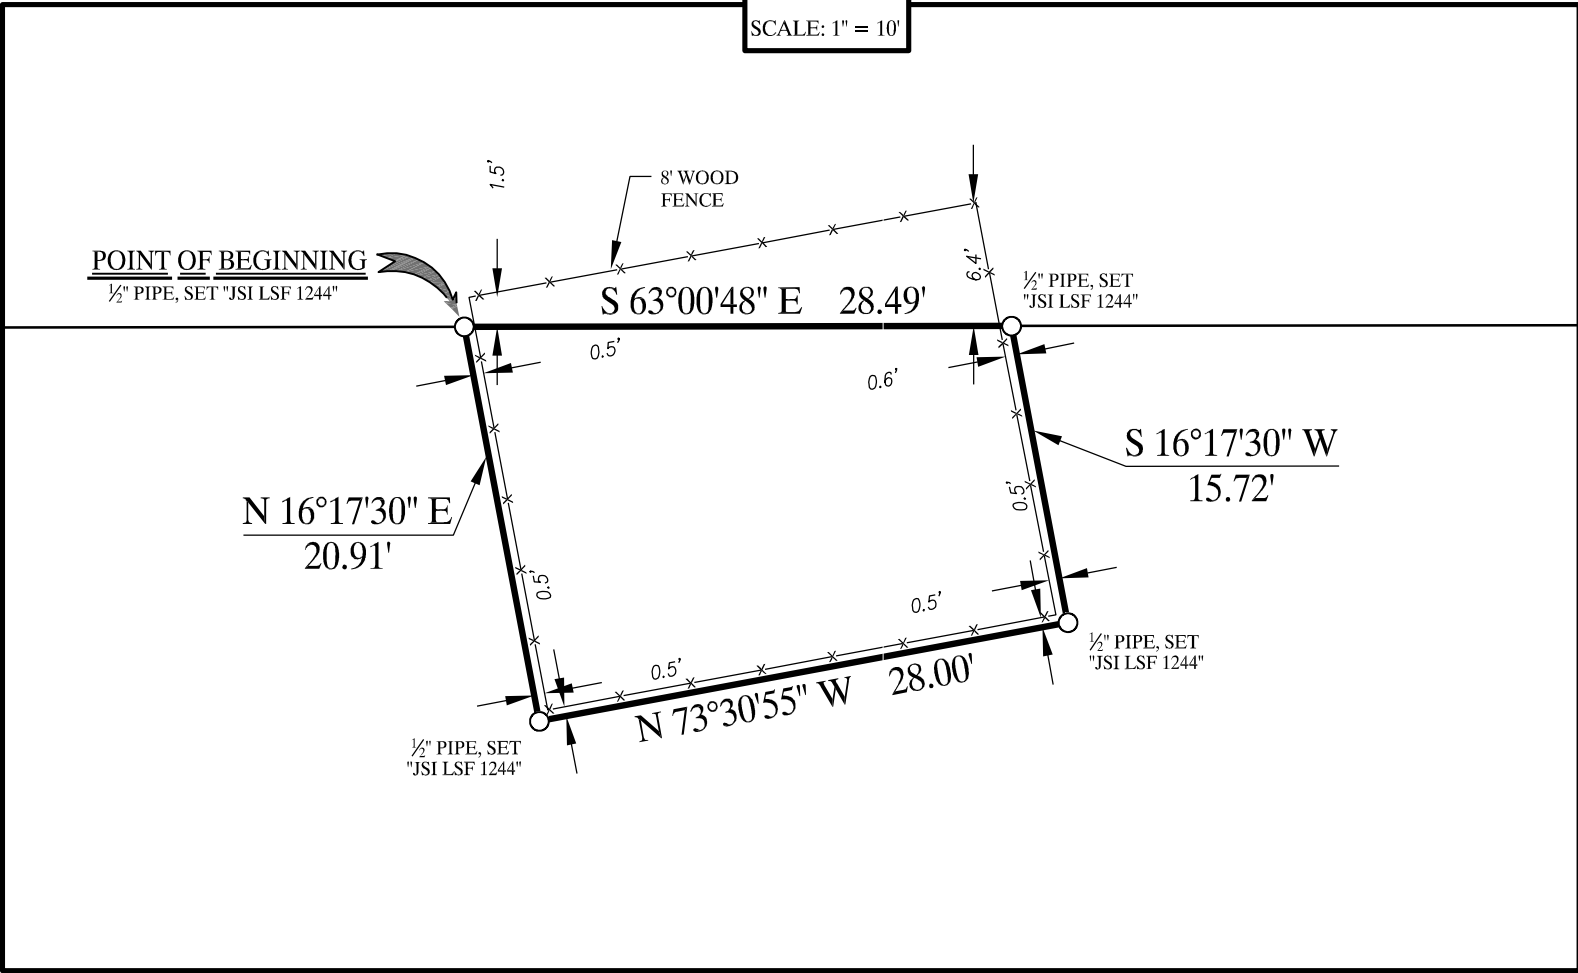 SCALE: 1" = 10'
1.5'
8' WOOD
FENCE
POINT OF BEGINNING
½" PIPE, SET "JSI LSF 1244"
6.4'
½" PIPE, SET
"JSI LSF 1244"
S 63°00'48" E 28.49'
0.5'
0.6'
S 16°17'30" W
15.72'
N 16°17'30" E
20.91'
0.5'
0.5'
0.5'
0.5'
N 73°30'55" W 28.00'
½" PIPE, SET
"JSI LSF 1244"
½" PIPE, SET
"JSI LSF 1244"